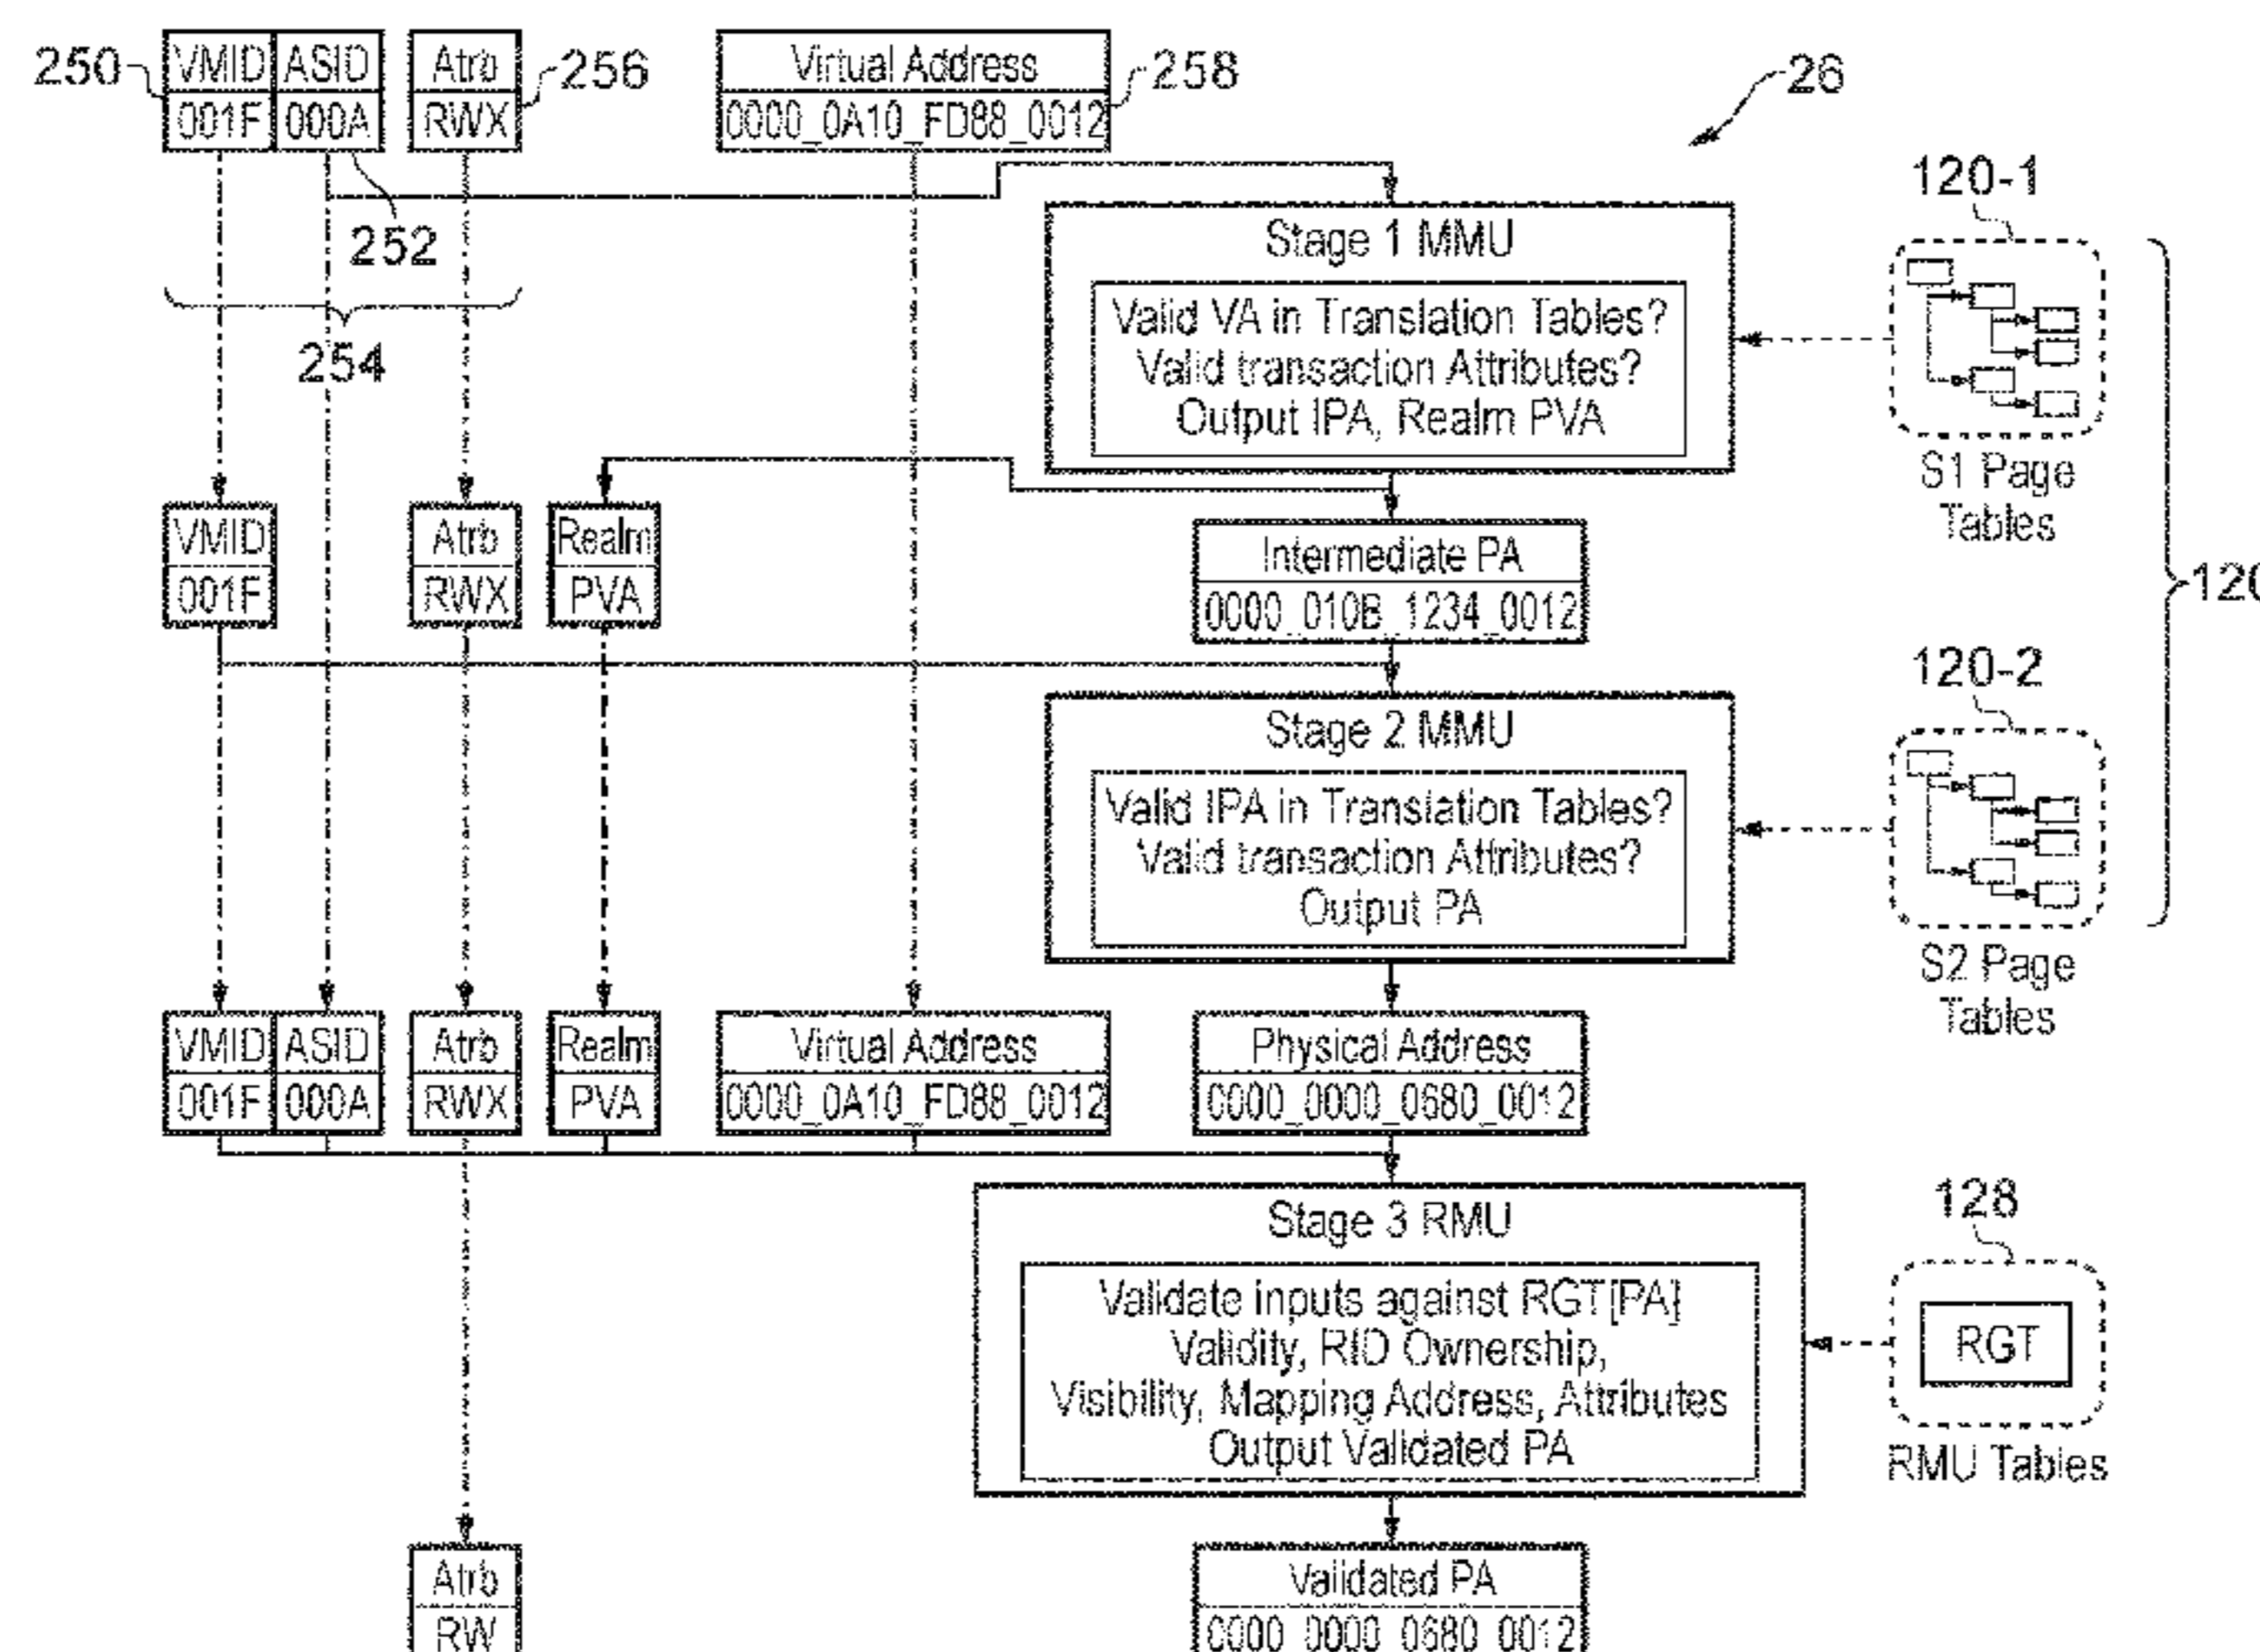 250
VMID ASID
001F 000A
Atrb
RWX
256
Virtual Address
0000_0A10_FD88_0012
258
26
252
254
Stage 1 MMU
Valid VA in Translation Tables?
Valid transaction Attributes?
Output IPA, Realm PVA
120-1
S1 Page
Tables
VMID
001F
Atrb
RWX
Realm
PVA
Intermediate PA
0000_010B_1234_0012
120
Stage 2 MMU
Valid IPA in Translation Tables?
Valid transaction Attributes?
Output PA
120-2
S2 Page
Tables
VMID ASID
001F 000A
Atrb
RWX
Realm
PVA
Virtual Address
0000_0A10_FD88_0012
Physical Address
0000_0000_0680_0012
Stage 3 RMU
Validate inputs against RGT[PA]
Validity, RID Ownership,
Visibility, Mapping Address, Attributes
Output Validated PA
128
RGT
RMU Tables
Atrb
RW
Validated PA
0000_0000_0680_0012